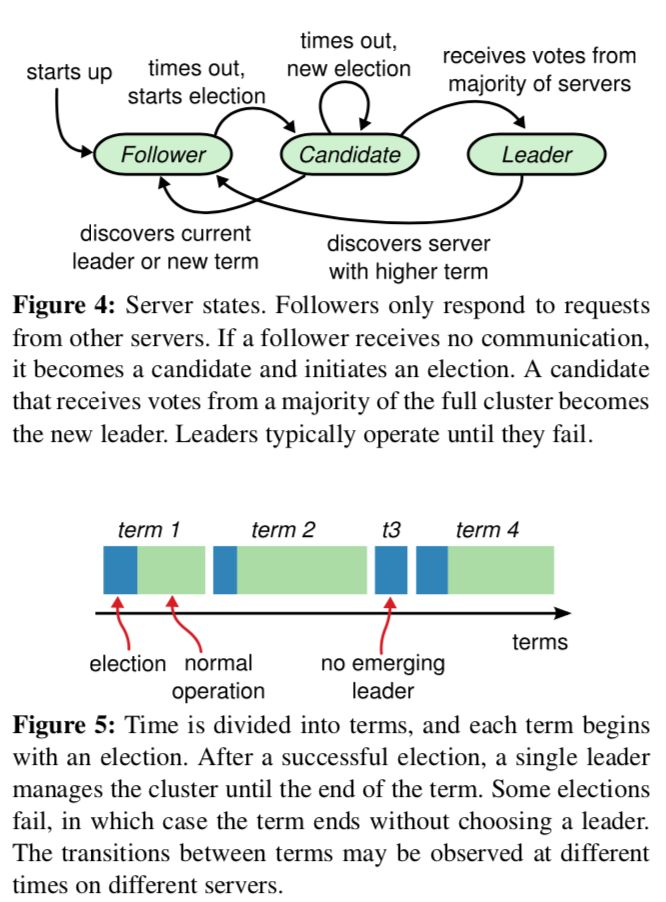 times out,
new election
receives votes from
majority of servers
starts up
times out,
starts election
Follower
Candidate
Leader
discovers current
leader or new term
discovers server
with higher term
Figure 4: Server states. Followers only respond to requests
from other servers. If a follower receives no communication,
it becomes a candidate and initiates an election. A candidate
that receives votes from a majority of the full cluster becomes
the new leader. Leaders typically operate until they fail.
term 1
term 2
t3
term 4
terms
election
normal
operation
no emerging
leader
Figure 5: Time is divided into terms, and each term begins
with an election. After a successful election, a single leader
manages the cluster until the end of the term. Some elections
fail, in which case the term ends without choosing a leader.
The transitions between terms may be observed at different
times on different servers.